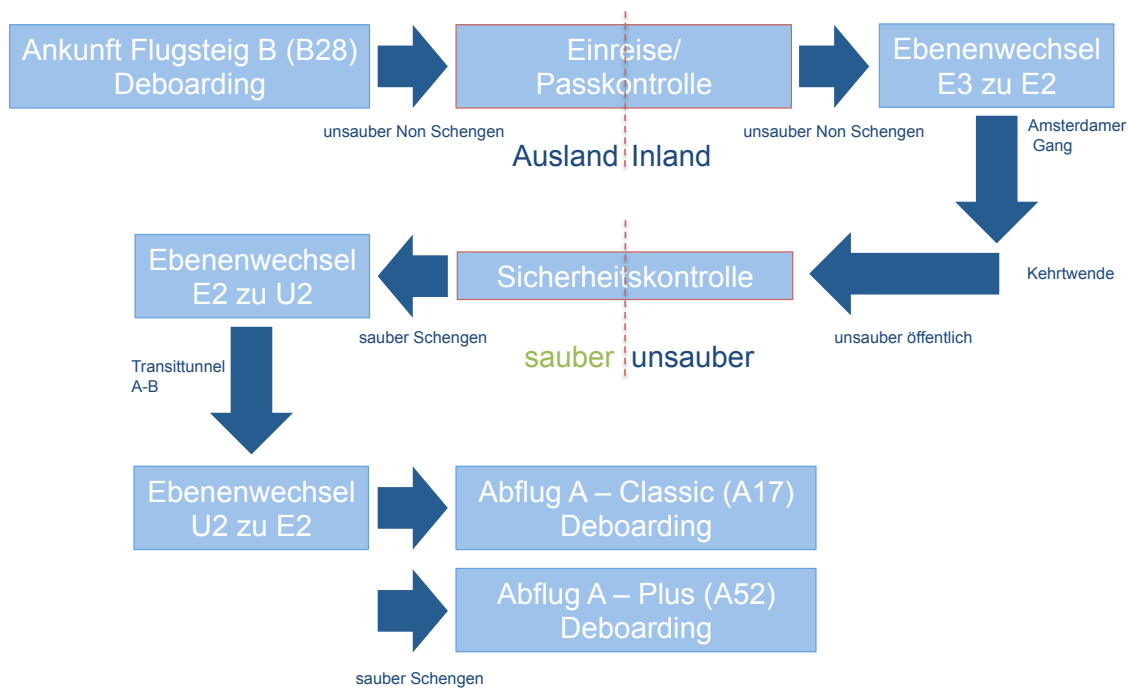 Ankunft Flugsteig B (B28)
Deboarding
Einreise/
Passkontrolle
Ebenenwechsel
E3 zu E2
unsauber Non Schengen
unsauber Non Schengen
Amsterdamer
Gang
Ausland Inland
Ebenenwechsel
E2 zu U2
Sicherheitskontrolle
Kehrtwende
sauber Schengen
unsauber öffentlich
sauber unsauber
Transittunnel
A-B
Ebenenwechsel
U2 zu E2
Abflug A – Classic (A17)
Deboarding
Abflug A – Plus (A52)
Deboarding
sauber Schengen